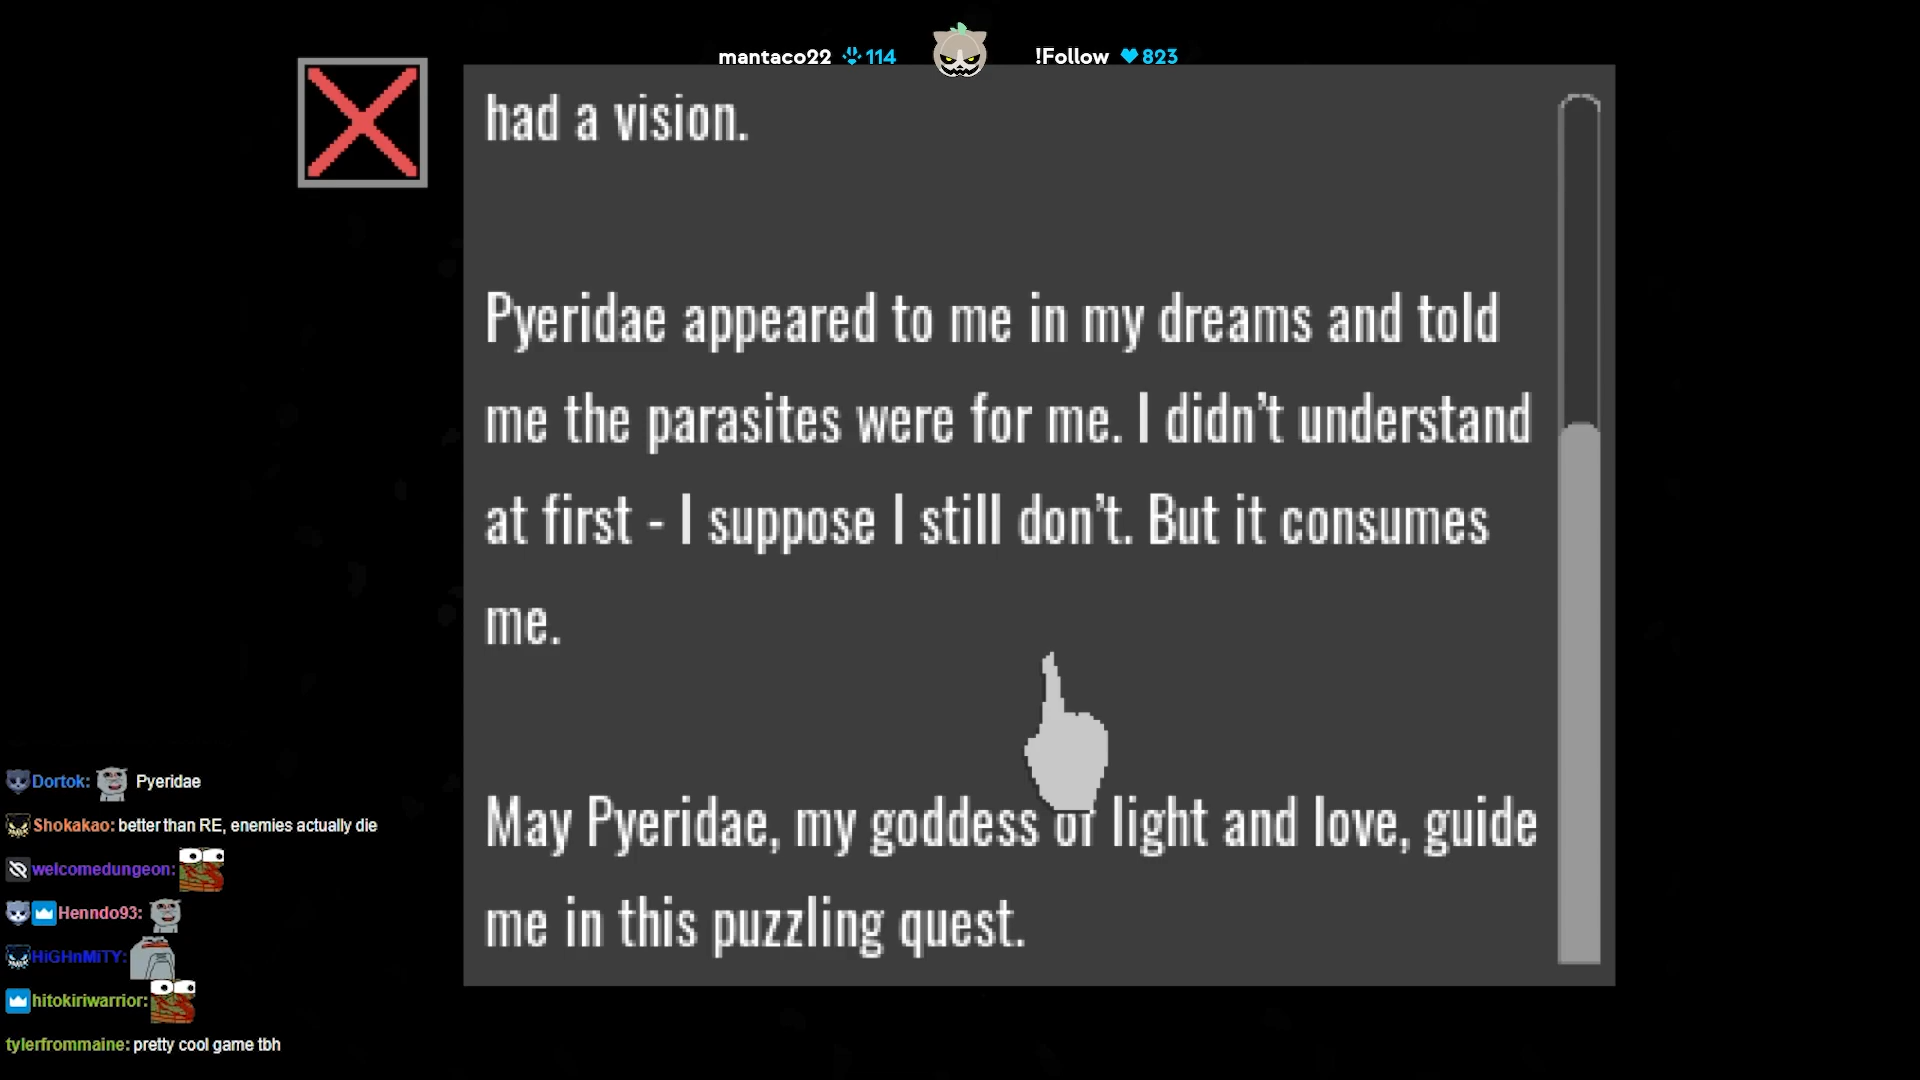 mantaco22 114 !Follow 823
had a vision.
Pyeridae appeared to me in my dreams and told
me the parasites were for me. I didn't understand
at first - I suppose I still don't. But it consumes
me.
May Pyeridae, my goddess of light and love, guide
me in this puzzling quest.
Dortok: Pyeridae
Shokakao: better than RE, enemies actually die
welcomedungeon:
Henndo93:
HiGHnMiTY:
hitokiriwarrior:
tylerfrommaine: pretty cool game tbh